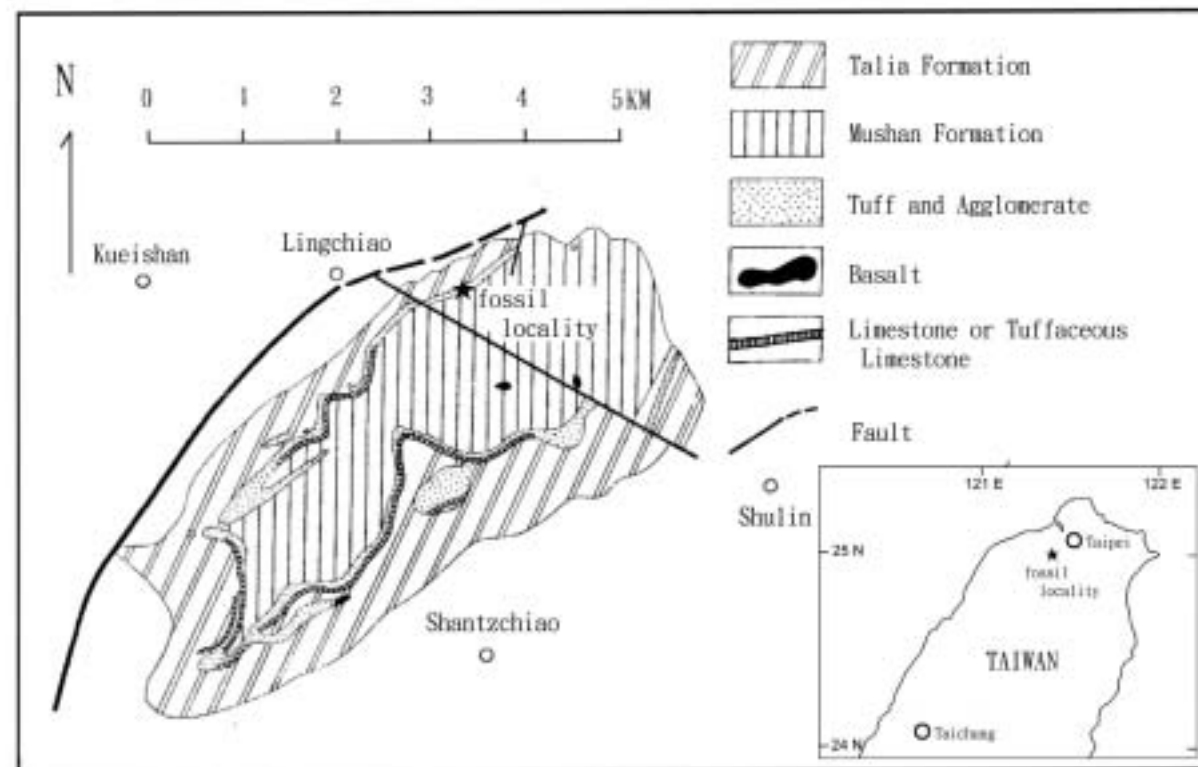 N
0 1 2 3 4 5KM
Kueishan
Lingchiao
fossil
locality
Shantzchiao
Shulin
Talia Formation
Mushan Formation
Tuff and Agglomerate
Basalt
Limestone or Tuffaceous
Limestone
Fault
121 E
122 E
25 N
Taipei
fossil
locality
TAIWAN
24 N
Taichung